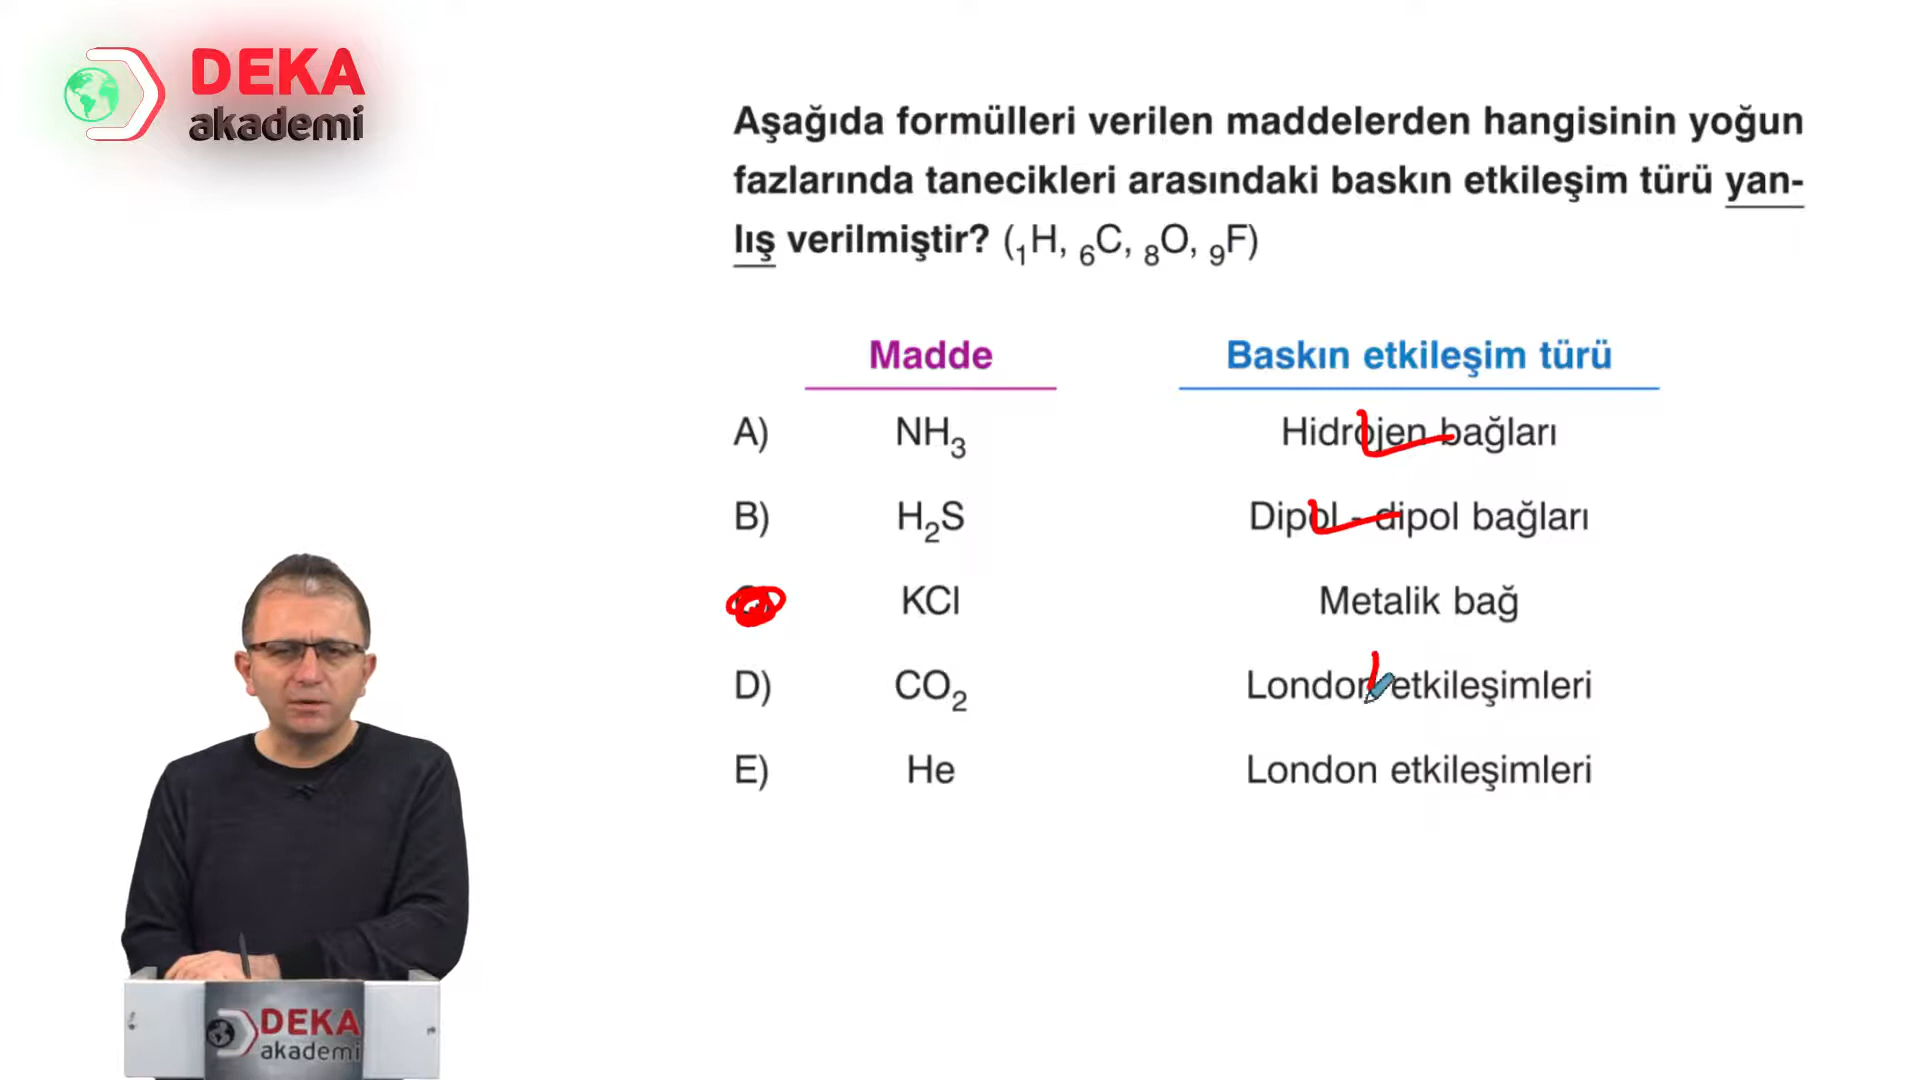 DEKA
akademi
Aşağıda formülleri verilen maddelerden hangisinin yoğun
fazlarında tanecikleri arasındaki baskın etkileşim türü yan-
lış verilmiştir? (₁H, ₆C, ₈O, ₉F)
Madde Baskın etkileşim türü
A) NH₃ Hidrojen bağları
B) H₂S Dipol - dipol bağları
KCl Metalik bağ
D) CO₂ London etkileşimleri
E) He London etkileşimleri
DEKA
akademi